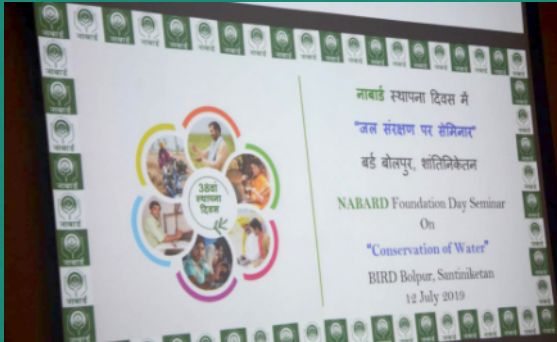 38वां
स्थापना
दिवस
नाबार्ड स्थापना दिवस में
"जल संरक्षण पर सेमिनार"
बर्ड बोलपुर, शांतिनिकेतन
NABARD Foundation Day Seminar
On
"Conservation of Water"
BIRD Bolpur, Santiniketan
12 July 2019